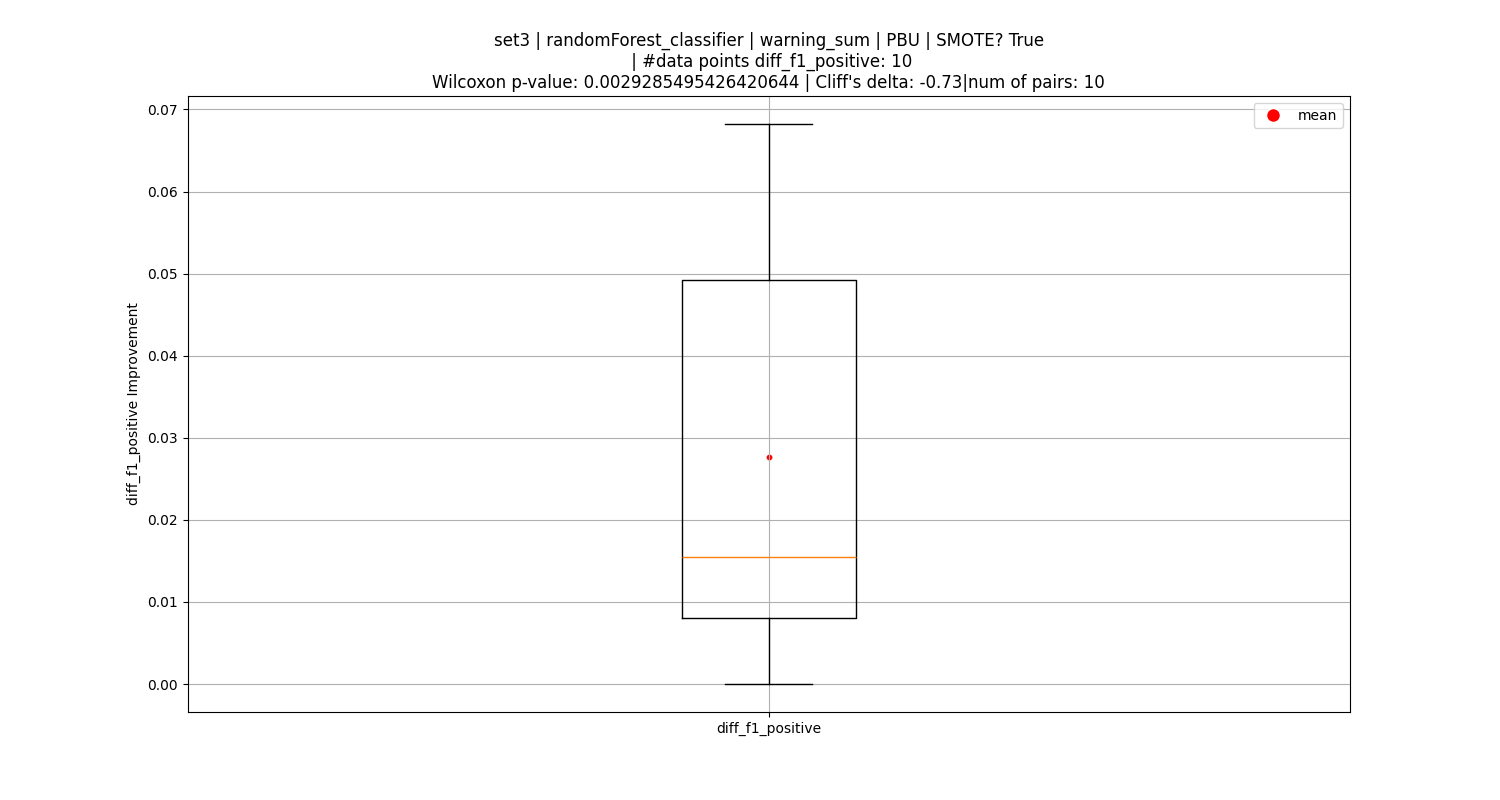 set3 | randomForest_classifier | warning_sum | PBU | SMOTE? True
| #data points diff_f1_positive: 10
Wilcoxon p-value: 0.0029285495426420644 | Cliff's delta: -0.73|num of pairs: 10
mean
0.07
0.06
0.05
0.04
0.03
0.02
0.01
0.00
diff_f1_positive Improvement
diff_f1_positive